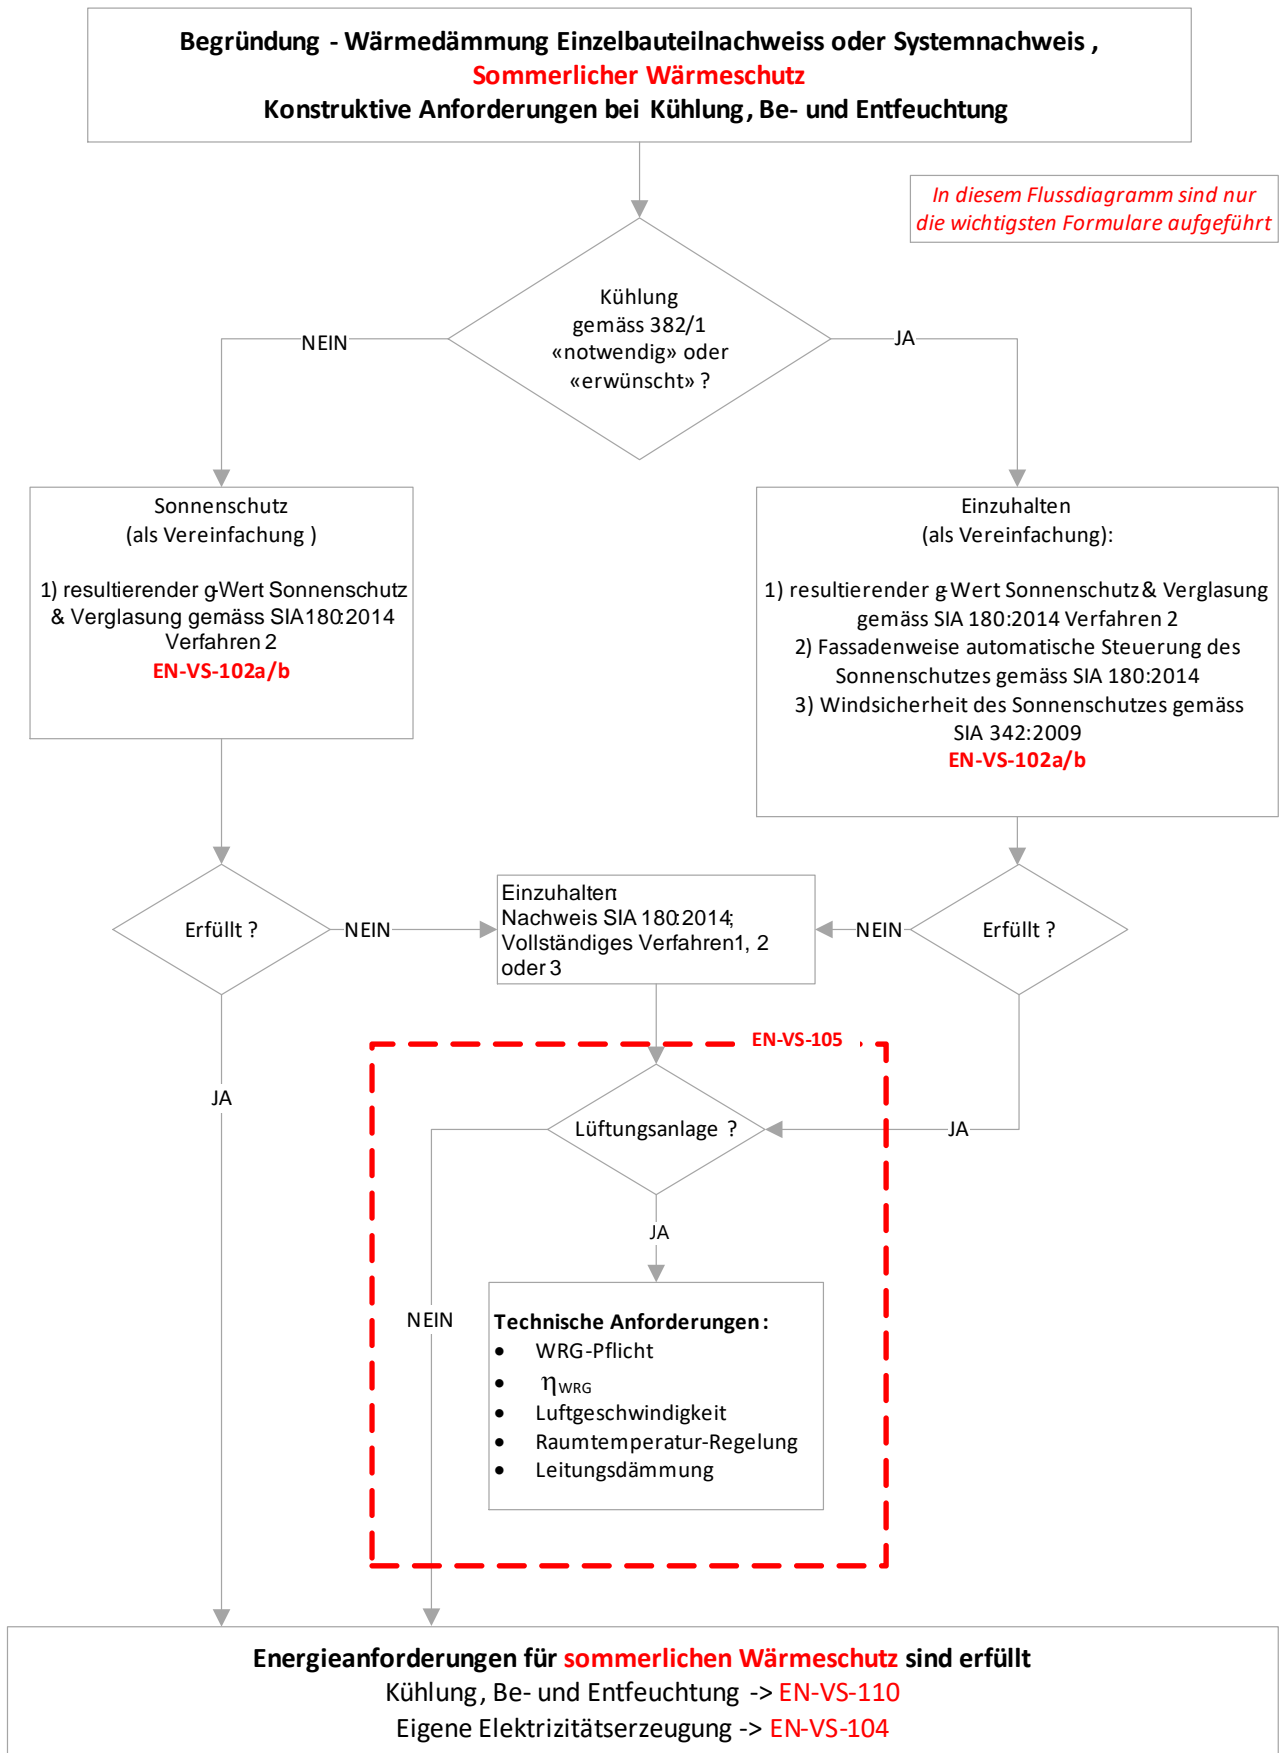 Begründung - Wärmedämmung Einzelbauteilnachweiss oder Systemnachweis ,
Sommerlicher Wärmeschutz
Konstruktive Anforderungen bei Kühlung, Be- und Entfeuchtung
In diesem Flussdiagramm sind nur
die wichtigsten Formulare aufgeführt
Kühlung
gemäss 382/1
«notwendig» oder
«erwünscht» ?
NEIN
JA
Sonnenschutz
(als Vereinfachung )
1) resultierender g-Wert Sonnenschutz
& Verglasung gemäss SIA 180:2014
Verfahren 2
EN-VS-102a/b
Einzuhalten
(als Vereinfachung):
1) resultierender g-Wert Sonnenschutz & Verglasung
gemäss SIA 180:2014 Verfahren 2
2) Fassadenweise automatische Steuerung des
Sonnenschutzes gemäss SIA 180:2014
3) Windsicherheit des Sonnenschutzes gemäss
SIA 342:2009
EN-VS-102a/b
Erfüllt ?
NEIN
Einzuhalten:
Nachweis SIA 180:2014;
Vollständiges Verfahren 1, 2
oder 3
NEIN
Erfüllt ?
EN-VS-105
JA
Lüftungsanlage ?
JA
JA
NEIN
Technische Anforderungen :
• WRG-Pflicht
• ηWRG
• Luftgeschwindigkeit
• Raumtemperatur-Regelung
• Leitungsdämmung
Energieanforderungen für sommerlichen Wärmeschutz sind erfüllt
Kühlung, Be- und Entfeuchtung -> EN-VS-110
Eigene Elektrizitätserzeugung -> EN-VS-104